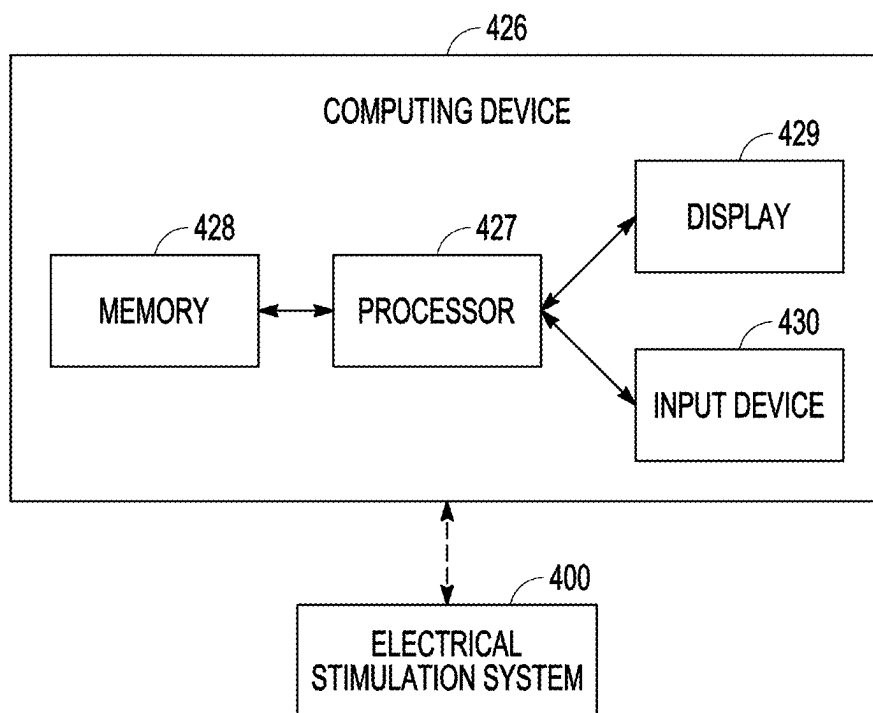 426
COMPUTING DEVICE
429
DISPLAY
428
MEMORY
427
PROCESSOR
430
INPUT DEVICE
400
ELECTRICAL
STIMULATION SYSTEM